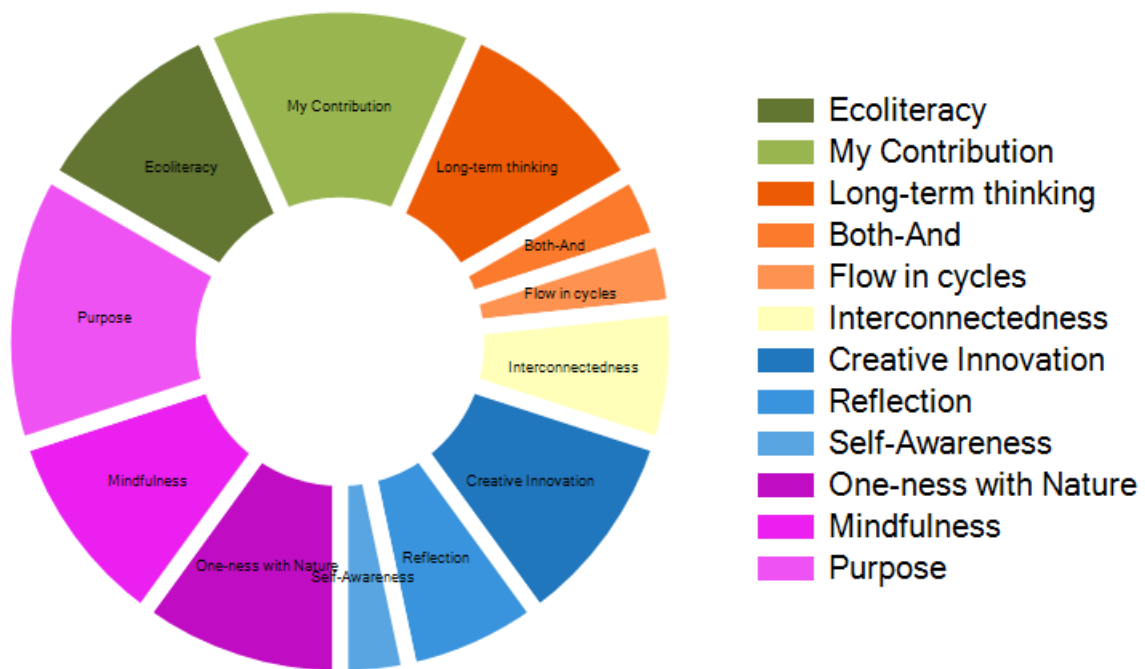 My Contribution
Ecoliteracy
Long-term thinking
Both-And
Flow in cycles
Purpose
Interconnectedness
Mindfulness
Creative Innovation
One-ness with Nature
Self-Awareness
Reflection
Ecoliteracy
My Contribution
Long-term thinking
Both-And
Flow in cycles
Interconnectedness
Creative Innovation
Reflection
Self-Awareness
One-ness with Nature
Mindfulness
Purpose